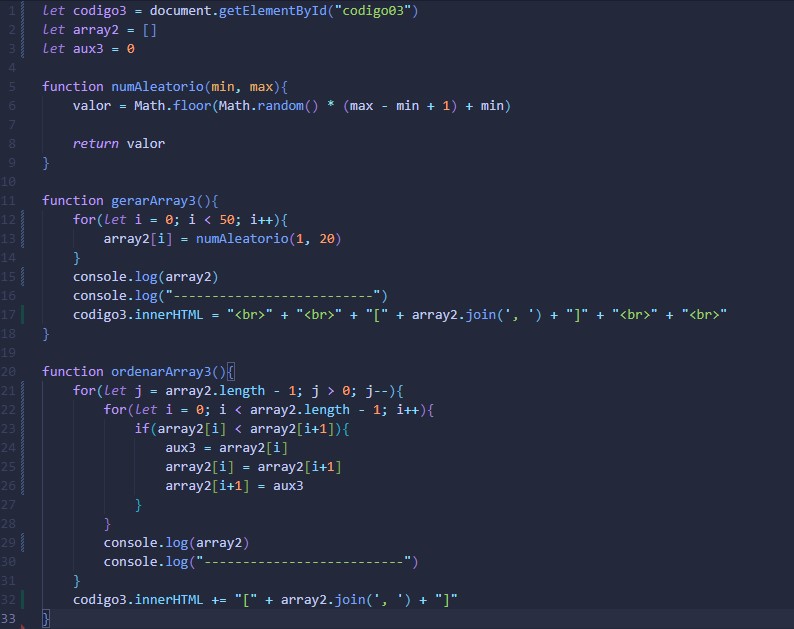 1 let codigo3 = document.getElementById("codigo03")
2 let array2 = []
3 let aux3 = 0
4
5 function numAleatorio(min, max){
6     valor = Math.floor(Math.random() * (max - min + 1) + min)
7
8     return valor
9 }
10
11 function gerarArray3(){
12     for(let i = 0; i < 50; i++){
13         array2[i] = numAleatorio(1, 20)
14     }
15     console.log(array2)
16     console.log("--------------------------")
17     codigo3.innerHTML = "<br>" + "<br>" + "[" + array2.join(', ') + "]" + "<br>" + "<br>"
18 }
19
20 function ordenarArray3(){
21     for(let j = array2.length - 1; j > 0; j--){
22         for(let i = 0; i < array2.length - 1; i++){
23             if(array2[i] < array2[i+1]){
24                 aux3 = array2[i]
25                 array2[i] = array2[i+1]
26                 array2[i+1] = aux3
27             }
28         }
29         console.log(array2)
30         console.log("--------------------------")
31     }
32     codigo3.innerHTML += "[" + array2.join(', ') + "]"
33 }